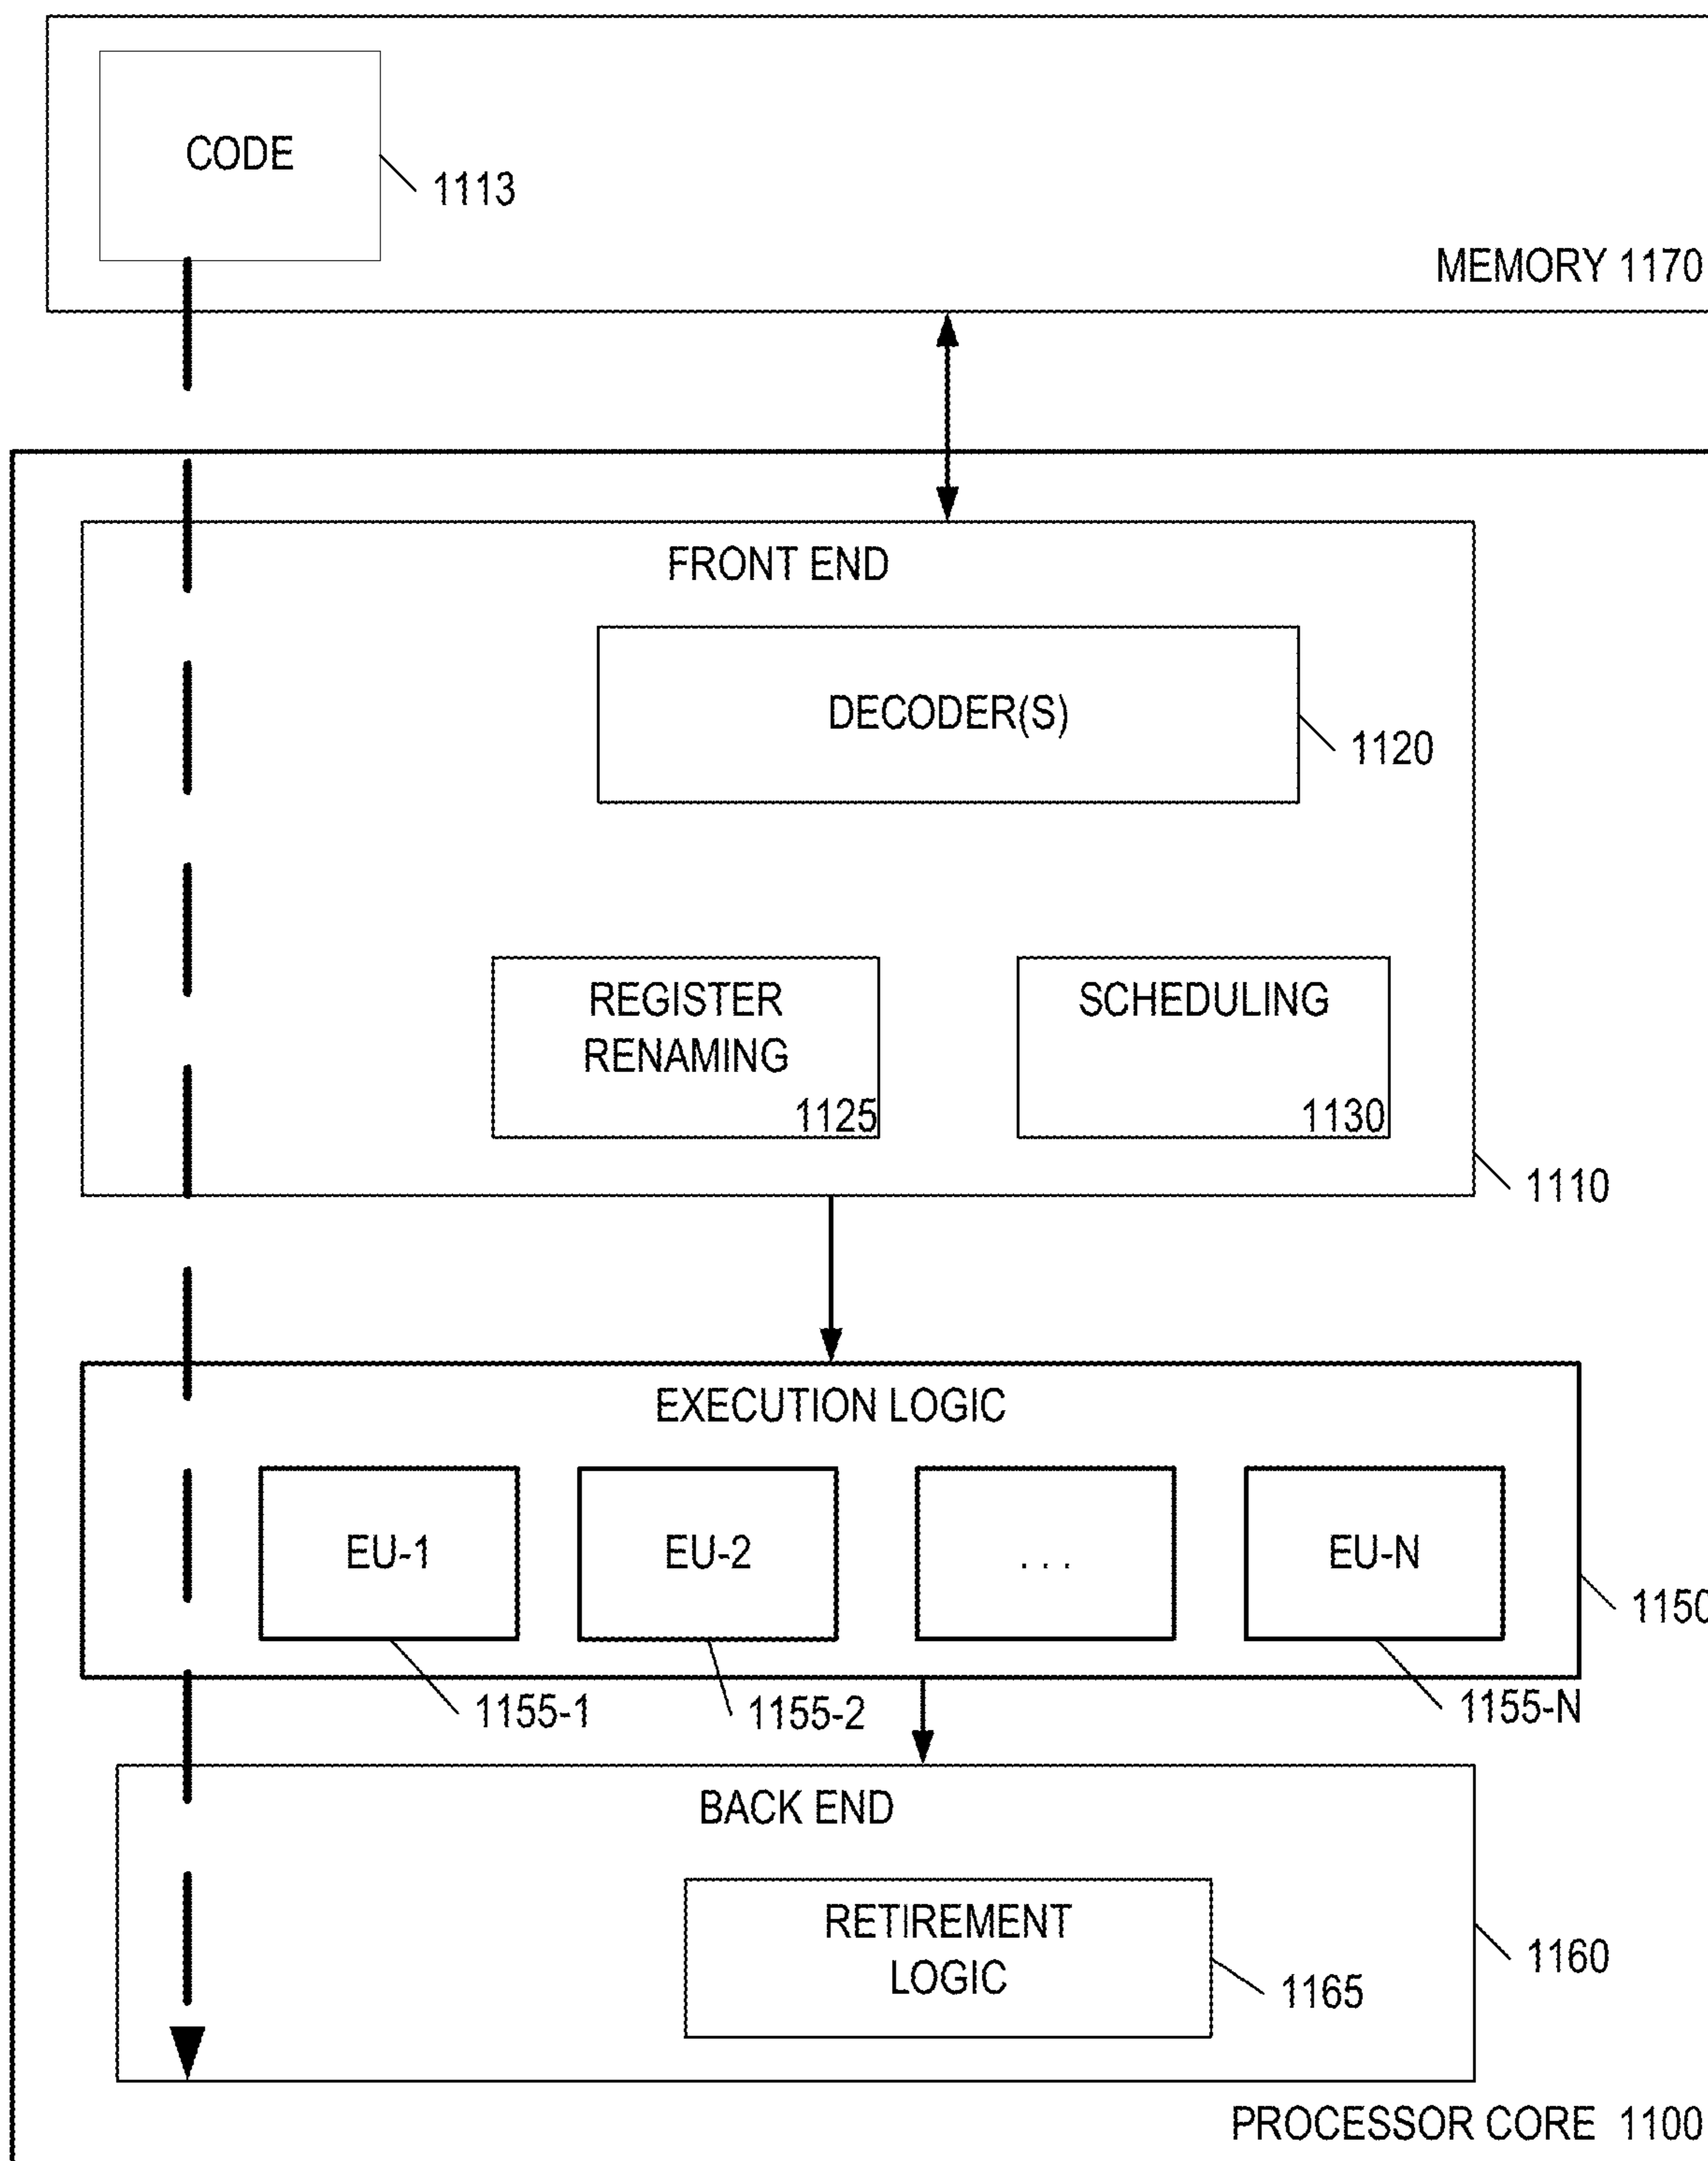 CODE
1113
MEMORY 1170
FRONT END
DECODER(S)
1120
REGISTER
RENAMING
1125
SCHEDULING
1130
1110
EXECUTION LOGIC
EU-1
EU-2
. . .
EU-N
1150
1155-1
1155-2
1155-N
BACK END
RETIREMENT
LOGIC
1165
1160
PROCESSOR CORE 1100